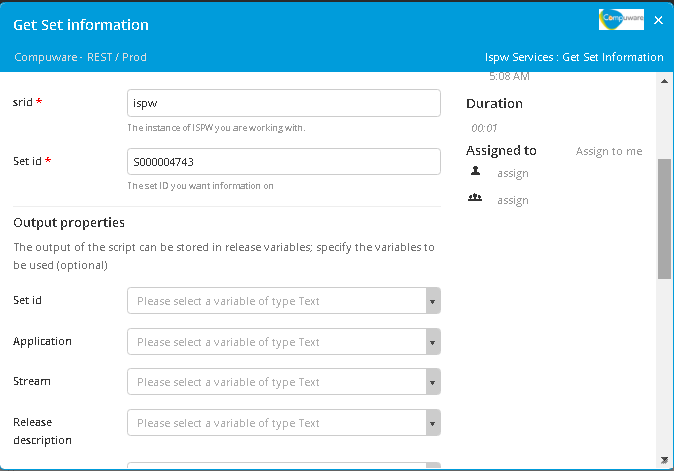 Get Set information
Compuware
×
Compuware - REST / Prod
Ispw Services : Get Set Information
5:08 AM
srid *
ispw
The instance of ISPW you are working with.
Set id *
S000004743
The set ID you want information on
Duration
00:01
Assigned to
Assign to me
assign
assign
Output properties
The output of the script can be stored in release variables; specify the variables to
be used (optional)
Set id
Please select a variable of type Text
Application
Please select a variable of type Text
Stream
Please select a variable of type Text
Release
description
Please select a variable of type Text